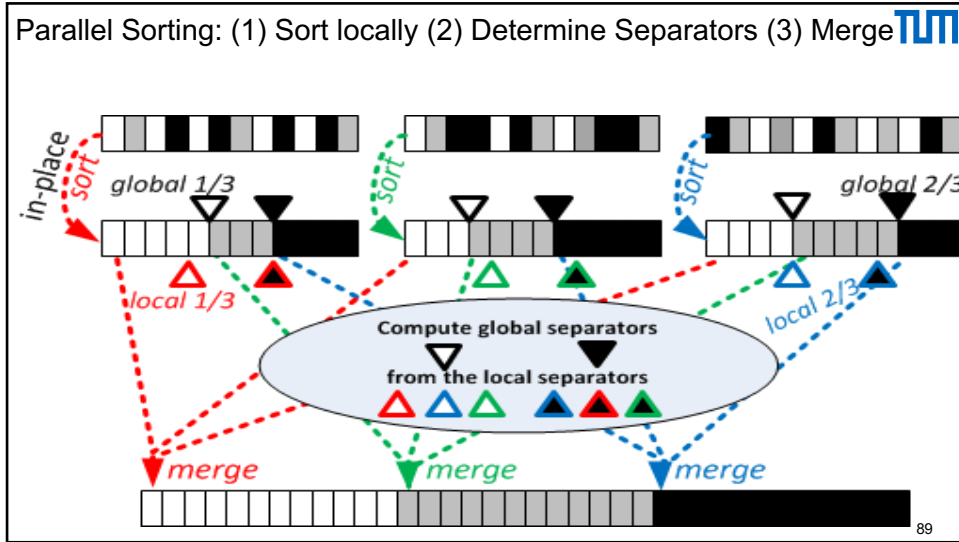 Parallel Sorting: (1) Sort locally (2) Determine Separators (3) Merge TUM
in-place
sort
sort
sort
global 1/3
global 2/3
local 1/3
local 2/3
Compute global separators
from the local separators
merge
merge
merge
89